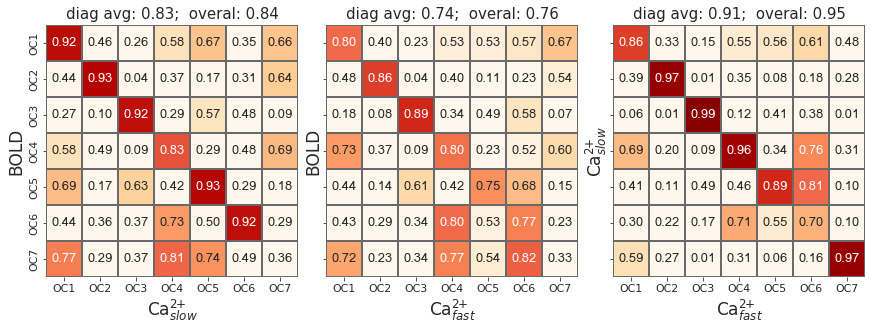 diag avg: 0.83;  overal: 0.84
BOLD
OC1 0.92 0.46 0.26 0.58 0.67 0.35 0.66
OC2 0.44 0.93 0.04 0.37 0.17 0.31 0.64
OC3 0.27 0.10 0.92 0.29 0.57 0.48 0.09
OC4 0.58 0.49 0.09 0.83 0.29 0.48 0.69
OC5 0.69 0.17 0.63 0.42 0.93 0.29 0.18
OC6 0.44 0.36 0.37 0.73 0.50 0.92 0.29
OC7 0.77 0.29 0.37 0.81 0.74 0.49 0.36
OC1 OC2 OC3 OC4 OC5 OC6 OC7
Ca²⁺slow
diag avg: 0.74;  overal: 0.76
BOLD
0.80 0.40 0.23 0.53 0.53 0.57 0.67
0.48 0.86 0.04 0.40 0.11 0.23 0.54
0.18 0.08 0.89 0.34 0.49 0.58 0.07
0.73 0.37 0.09 0.80 0.23 0.52 0.60
0.44 0.14 0.61 0.42 0.75 0.68 0.15
0.43 0.29 0.34 0.80 0.53 0.77 0.23
0.72 0.23 0.34 0.77 0.54 0.82 0.33
OC1 OC2 OC3 OC4 OC5 OC6 OC7
Ca²⁺fast
diag avg: 0.91;  overal: 0.95
Ca²⁺slow
0.86 0.33 0.15 0.55 0.56 0.61 0.48
0.39 0.97 0.01 0.35 0.08 0.18 0.28
0.06 0.01 0.99 0.12 0.41 0.38 0.01
0.69 0.20 0.09 0.96 0.34 0.76 0.31
0.41 0.11 0.49 0.46 0.89 0.81 0.10
0.30 0.22 0.17 0.71 0.55 0.70 0.10
0.59 0.27 0.01 0.31 0.06 0.16 0.97
OC1 OC2 OC3 OC4 OC5 OC6 OC7
Ca²⁺fast